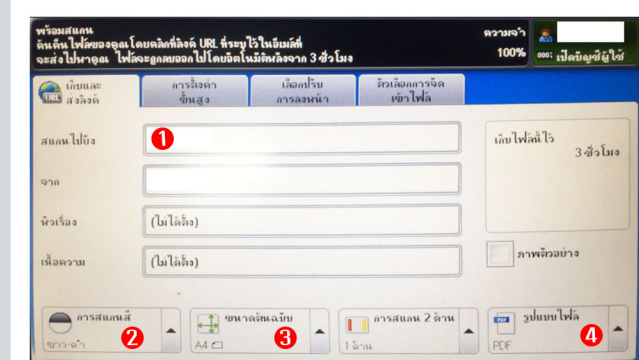 พร้อมสแกน
ค้นคืนไฟล์ของคุณโดยคลิกที่ลิงค์ URL ที่ระบุไว้ในอีเมล์ที่
จะส่งไปหาคุณ ไฟล์จะถูกลบออกไปโดยอัตโนมัติหลังจาก 3 ชั่วโมง
ความจำ
100%
เปิดบัญชีผู้ใช้
เก็บและ
ส่งลิงค์
URL
การตั้งค่า
ขั้นสูง
เลือกปรับ
การลงหน้า
ตัวเลือกการจัด
เข้าไฟล์
สแกนไปยัง
1
จาก
หัวเรื่อง
(ไม่ได้ตั้ง)
เนื้อความ
(ไม่ได้ตั้ง)
เก็บไฟล์นี้ไว้
3 ชั่วโมง
ภาพตัวอย่าง
การสแกนสี
ขาว-ดำ
2
ขนาดต้นฉบับ
A4
3
การสแกน 2 ด้าน
1 ด้าน
รูปแบบไฟล์
PDF
4